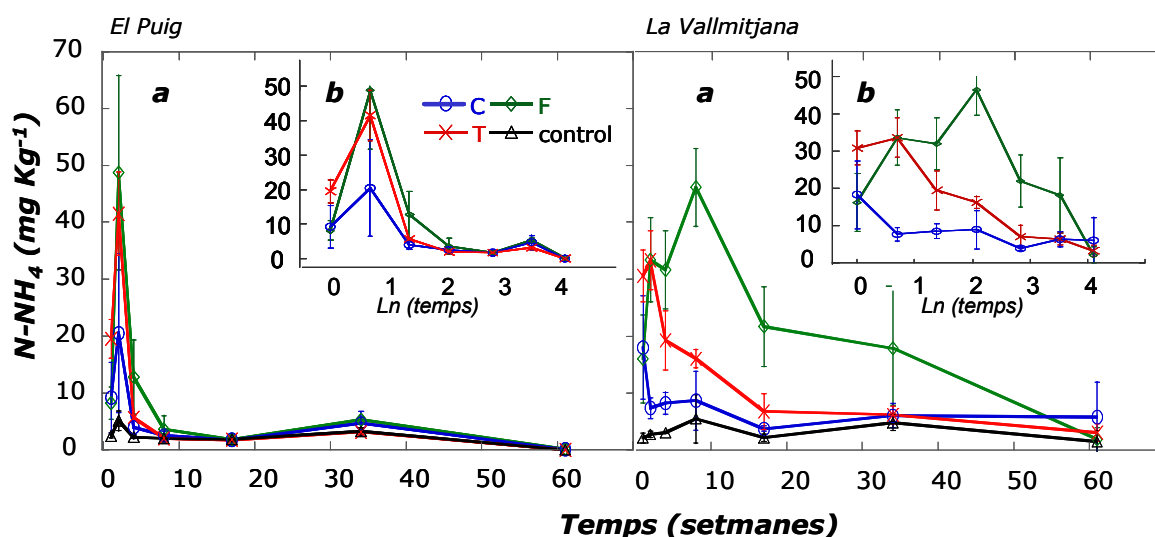 El Puig
La Vallmitjana
N-NH4 (mg Kg-1)
70
60
50
40
30
20
10
0
a
b
50
40
30
20
10
0
0 1 2 3 4
Ln (temps)
C F
T control
0 10 20 30 40 50 60
a
b
50
40
30
20
10
0
0 1 2 3 4
Ln (temps)
0 10 20 30 40 50 60
Temps (setmanes)